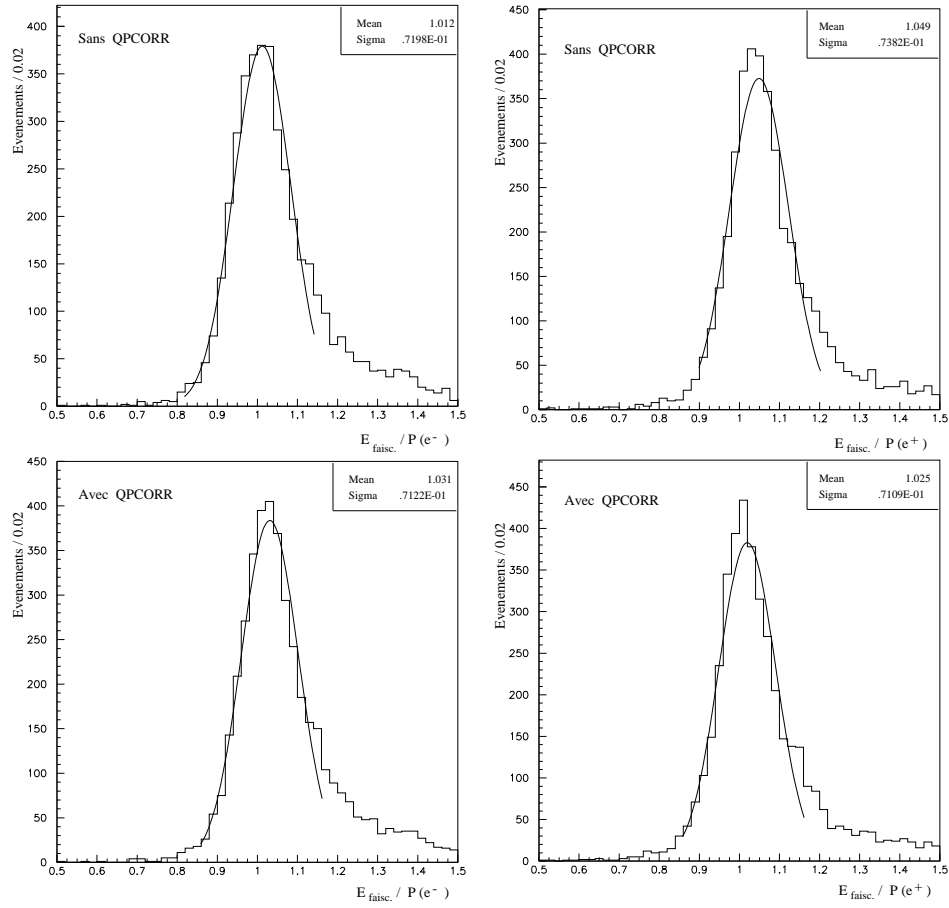 Sans QPCORR
Mean 1.012
Sigma .7198E-01
Evenements / 0.02
0 50 100 150 200 250 300 350 400
0.5 0.6 0.7 0.8 0.9 1 1.1 1.2 1.3 1.4 1.5
E faisc. / P (e- )
Sans QPCORR
Mean 1.049
Sigma .7382E-01
Evenements / 0.02
0 50 100 150 200 250 300 350 400 450
0.5 0.6 0.7 0.8 0.9 1 1.1 1.2 1.3 1.4 1.5
E faisc. / P (e+ )
Avec QPCORR
Mean 1.031
Sigma .7122E-01
Evenements / 0.02
0 50 100 150 200 250 300 350 400 450
0.5 0.6 0.7 0.8 0.9 1 1.1 1.2 1.3 1.4 1.5
E faisc. / P (e- )
Avec QPCORR
Mean 1.025
Sigma .7109E-01
Evenements / 0.02
0 50 100 150 200 250 300 350 400 450
0.5 0.6 0.7 0.8 0.9 1 1.1 1.2 1.3 1.4 1.5
E faisc. / P (e+ )